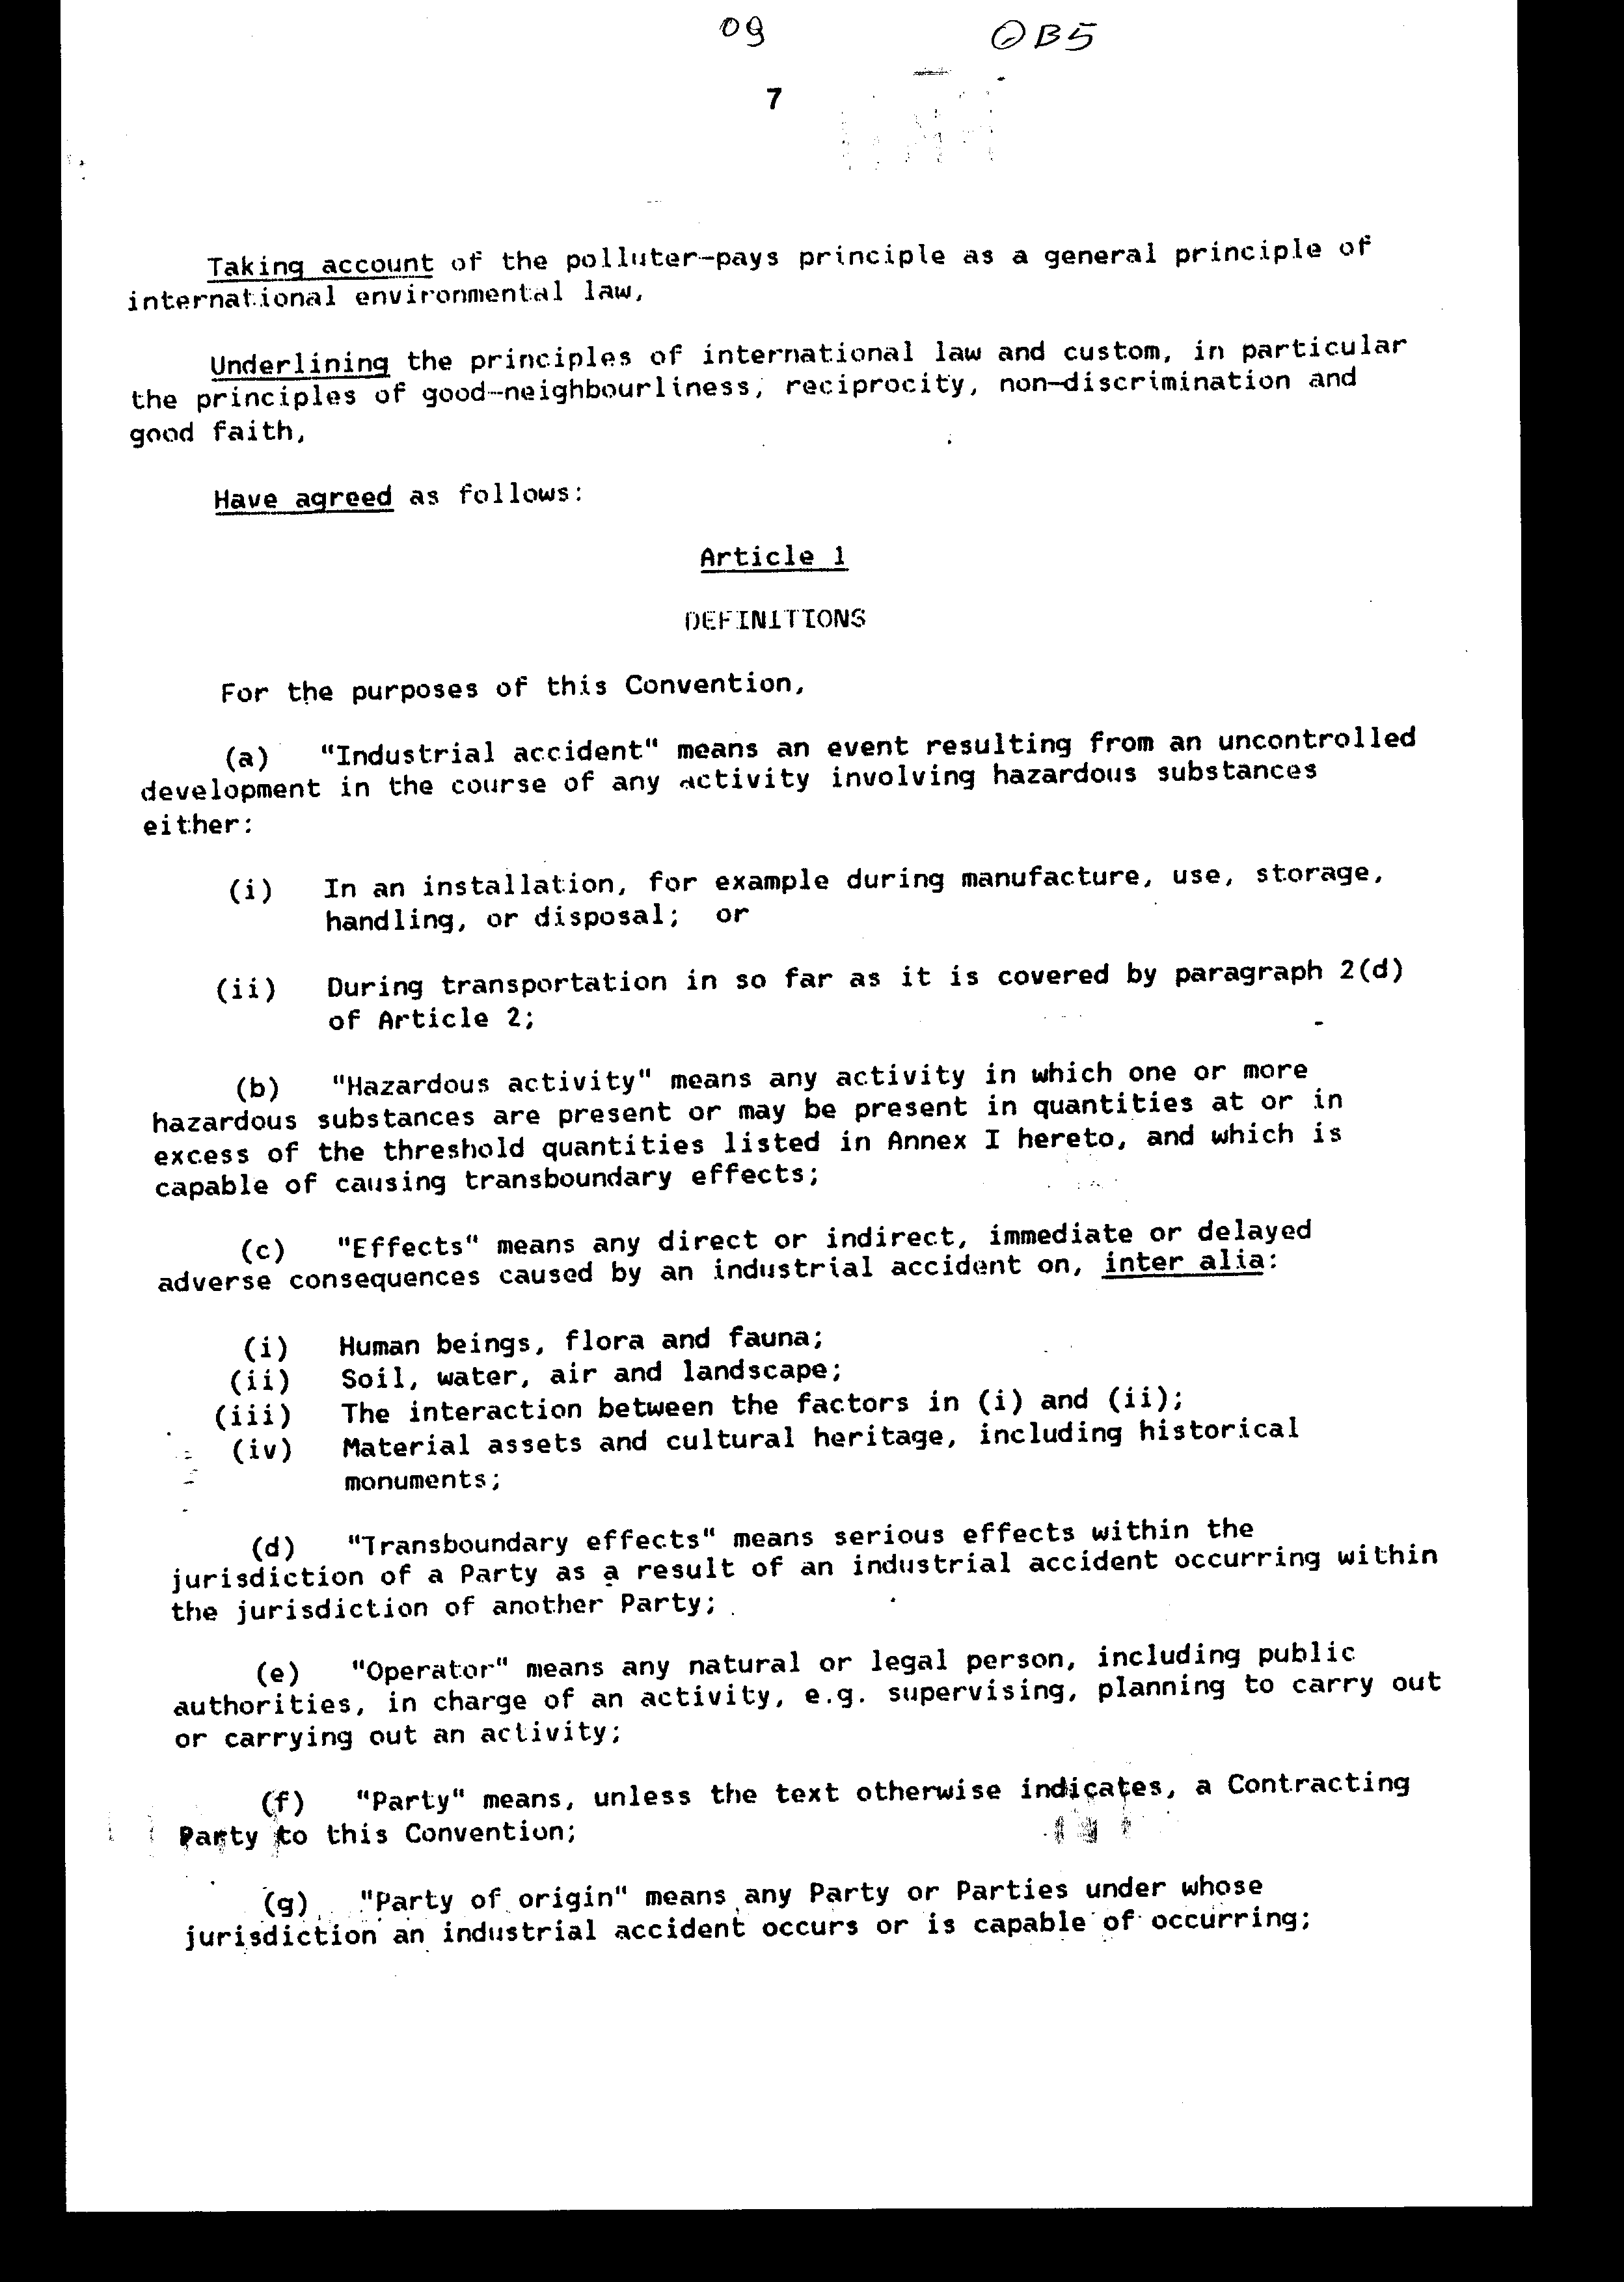 09
7
Taking account of the polluter-pays principle as a general principle of
international environmental law,
Underlining the principles of international law and custom, in particular
the principles of good-neighbourliness, reciprocity, non-discrimination and
good faith,
Have agreed as follows:
Article 1
DEFINITIONS
For the purposes of this Convention,
(a) "Industrial accident" means an event resulting from an uncontrolled
development in the course of any activity involving hazardous substances
either:
(i) In an installation, for example during manufacture, use, storage,
handling, or disposal; or
(ii) During transportation in so far as it is covered by paragraph 2(d)
of Article 2;
(b) "Hazardous activity" means any activity in which one or more
hazardous substances are present or may be present in quantities at or in
excess of the threshold quantities listed in Annex I hereto, and which is
capable of causing transboundary effects;
(c) "Effects" means any direct or indirect, immediate or delayed
adverse consequences caused by an industrial accident on, inter alia:
(i) Human beings, flora and fauna;
(ii) Soil, water, air and landscape;
(iii) The interaction between the factors in (i) and (ii);
(iv) Material assets and cultural heritage, including historical
monuments;
(d) "Transboundary effects" means serious effects within the
jurisdiction of a Party as a result of an industrial accident occurring within
the jurisdiction of another Party;
(e) "Operator" means any natural or legal person, including public
authorities, in charge of an activity, e.g. supervising, planning to carry out
or carrying out an activity;
(f) "Party" means, unless the text otherwise indicates, a Contracting
Party to this Convention;
(g) "Party of origin" means any Party or Parties under whose
jurisdiction an industrial accident occurs or is capable of occurring;